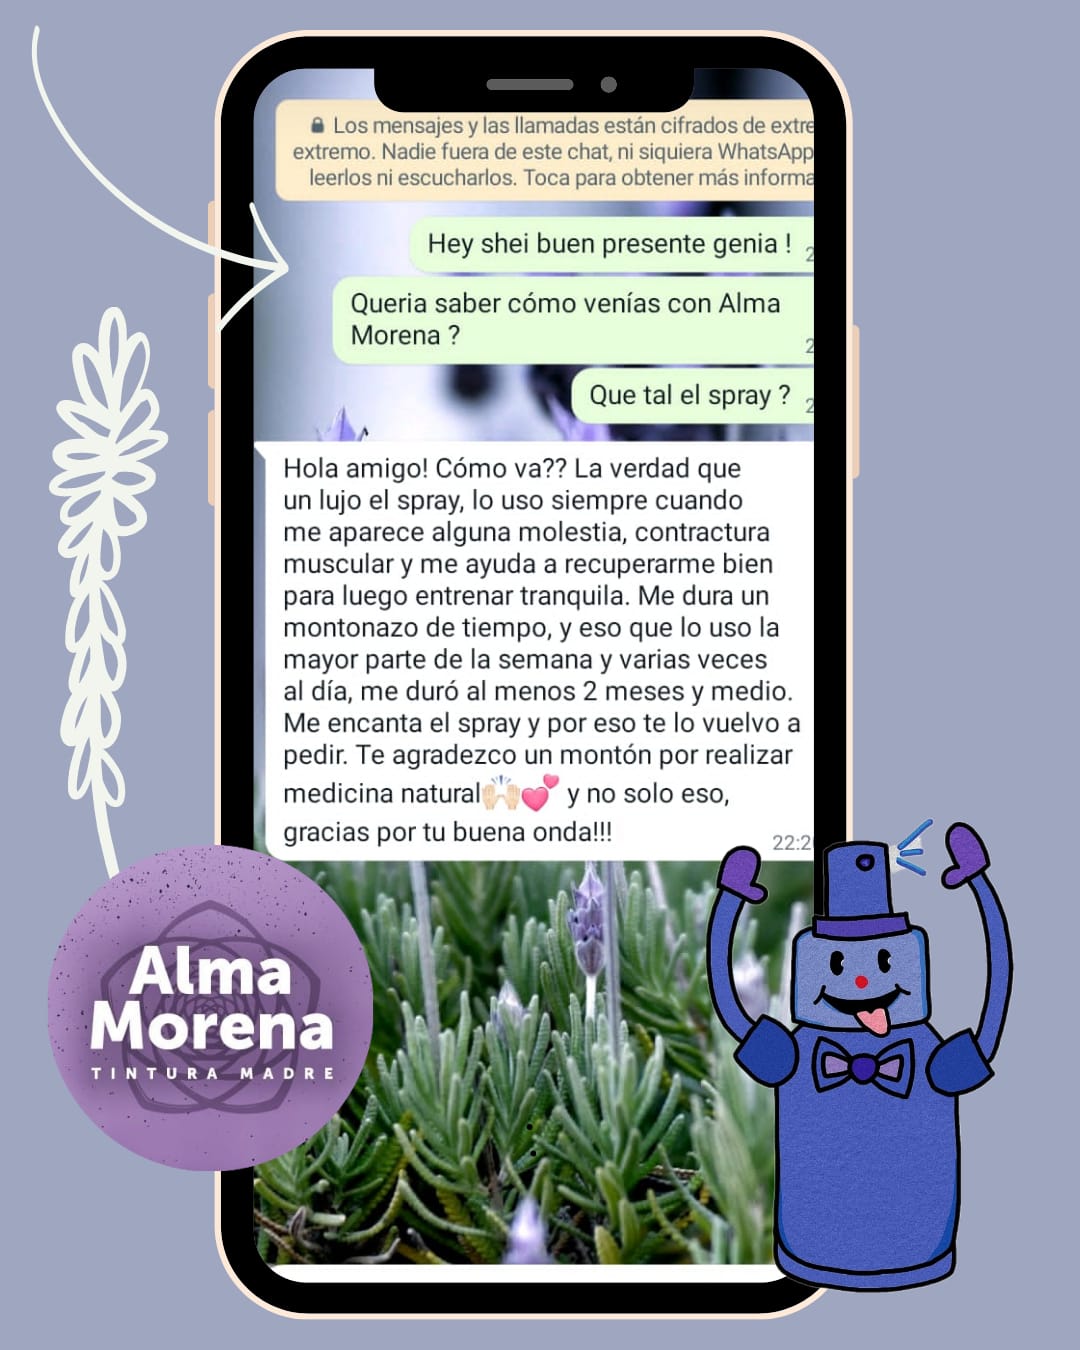 Los mensajes y las llamadas están cifrados de
extremo. Nadie fuera de este chat, ni siquiera WhatsApp
leerlos ni escucharlos. Toca para obtener más
Hey shei buen presente genia !
Queria saber cómo venías con Alma
Morena ?
Que tal el spray ?
Hola amigo! Cómo va?? La verdad que
un lujo el spray, lo uso siempre cuando
me aparece alguna molestia, contractura
muscular y me ayuda a recuperarme bien
para luego entrenar tranquila. Me dura un
montonazo de tiempo, y eso que lo uso la
mayor parte de la semana y varias veces
al día, me duró al menos 2 meses y medio.
Me encanta el spray y por eso te lo vuelvo a
pedir. Te agradezco un montón por realizar
medicina natural🙌🏻💕 y no solo eso,
gracias por tu buena onda!!!
Alma
Morena
TINTURA MADRE